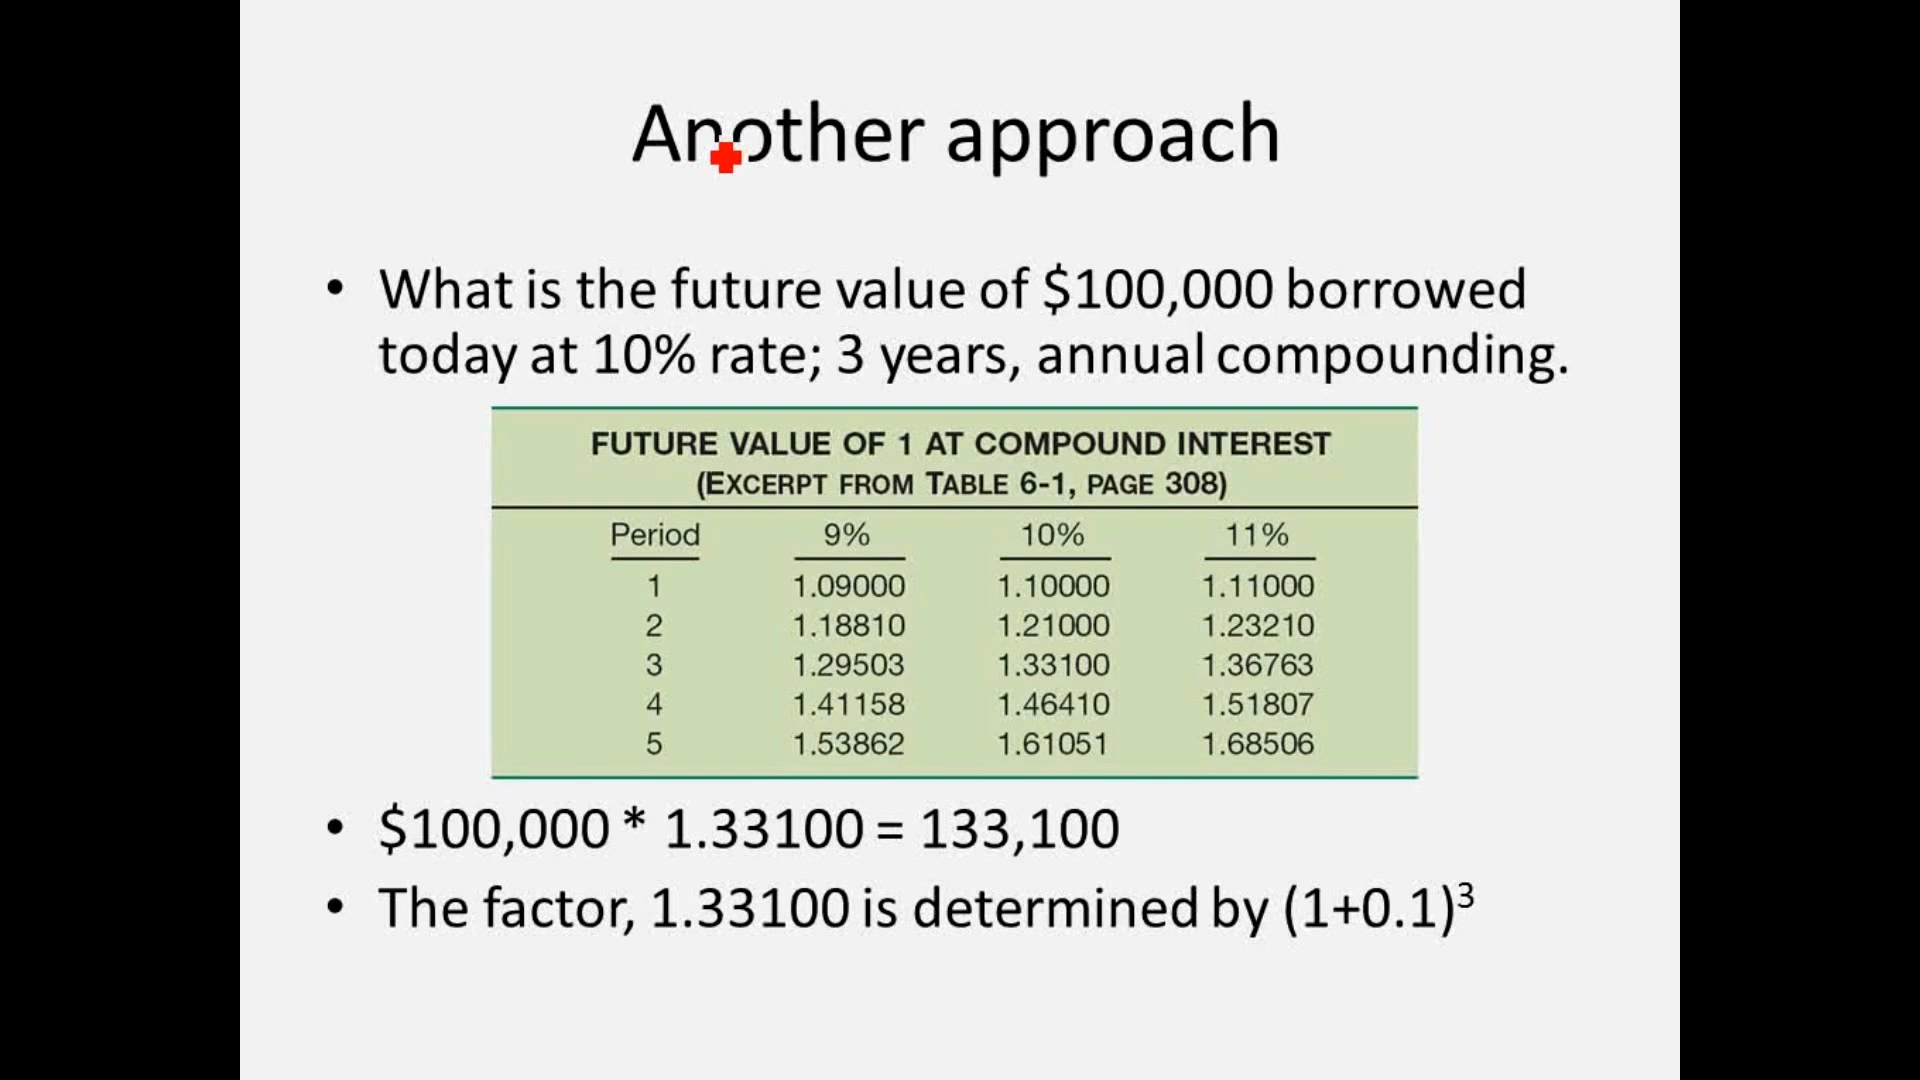 Another approach
• What is the future value of $100,000 borrowed
today at 10% rate; 3 years, annual compounding.
FUTURE VALUE OF 1 AT COMPOUND INTEREST
(EXCERPT FROM TABLE 6-1, PAGE 308)
Period 9% 10% 11%
1 1.09000 1.10000 1.11000
2 1.18810 1.21000 1.23210
3 1.29503 1.33100 1.36763
4 1.41158 1.46410 1.51807
5 1.53862 1.61051 1.68506
• $100,000 * 1.33100 = 133,100
• The factor, 1.33100 is determined by (1+0.1)³